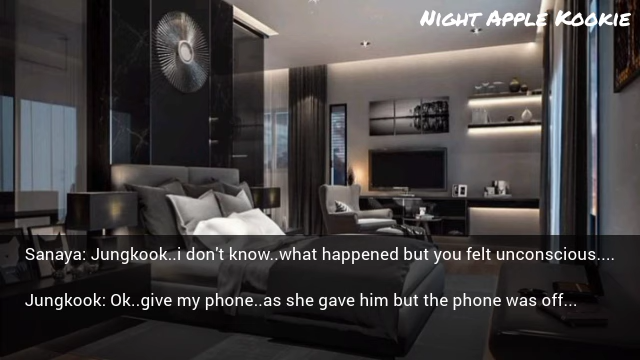 Night Apple Kookie
Sanaya: Jungkook..i don't know..what happened but you felt unconscious....
Jungkook: Ok..give my phone..as she gave him but the phone was off...